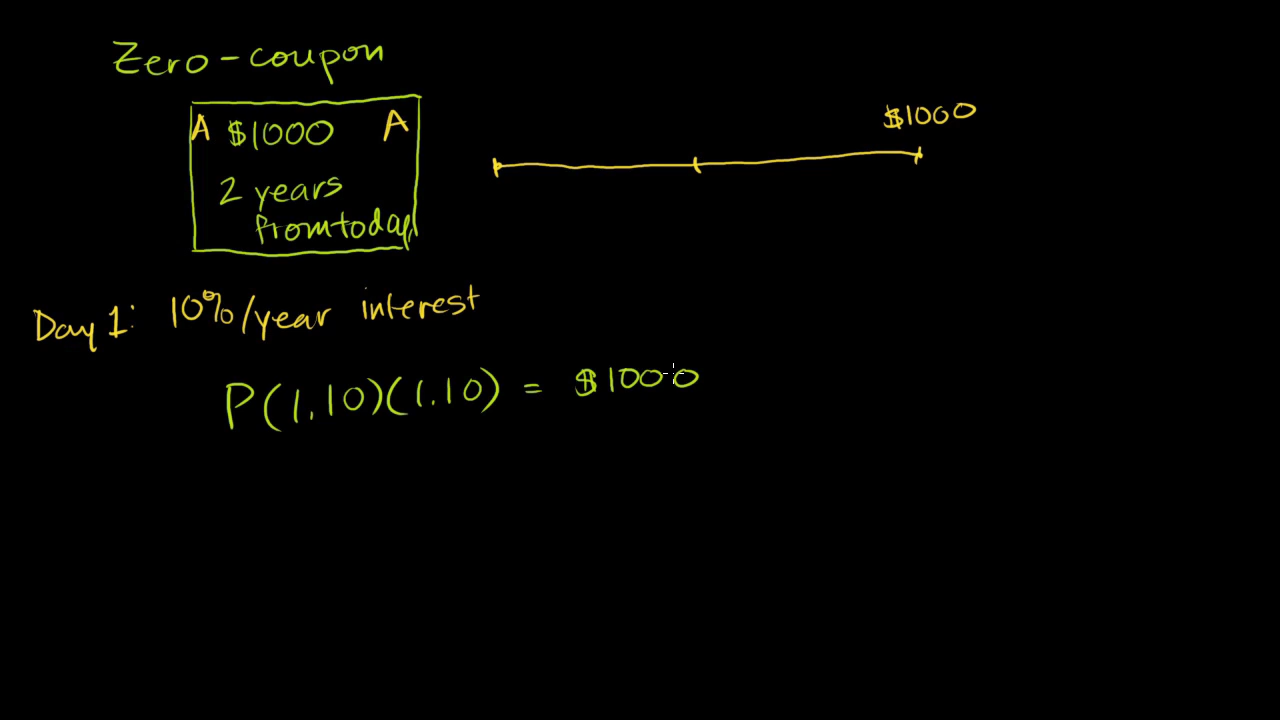 Zero-coupon
A $1000 A
2 years
from today
$1000
Day 1: 10%/year interest
P(1.10)(1.10) = $1000